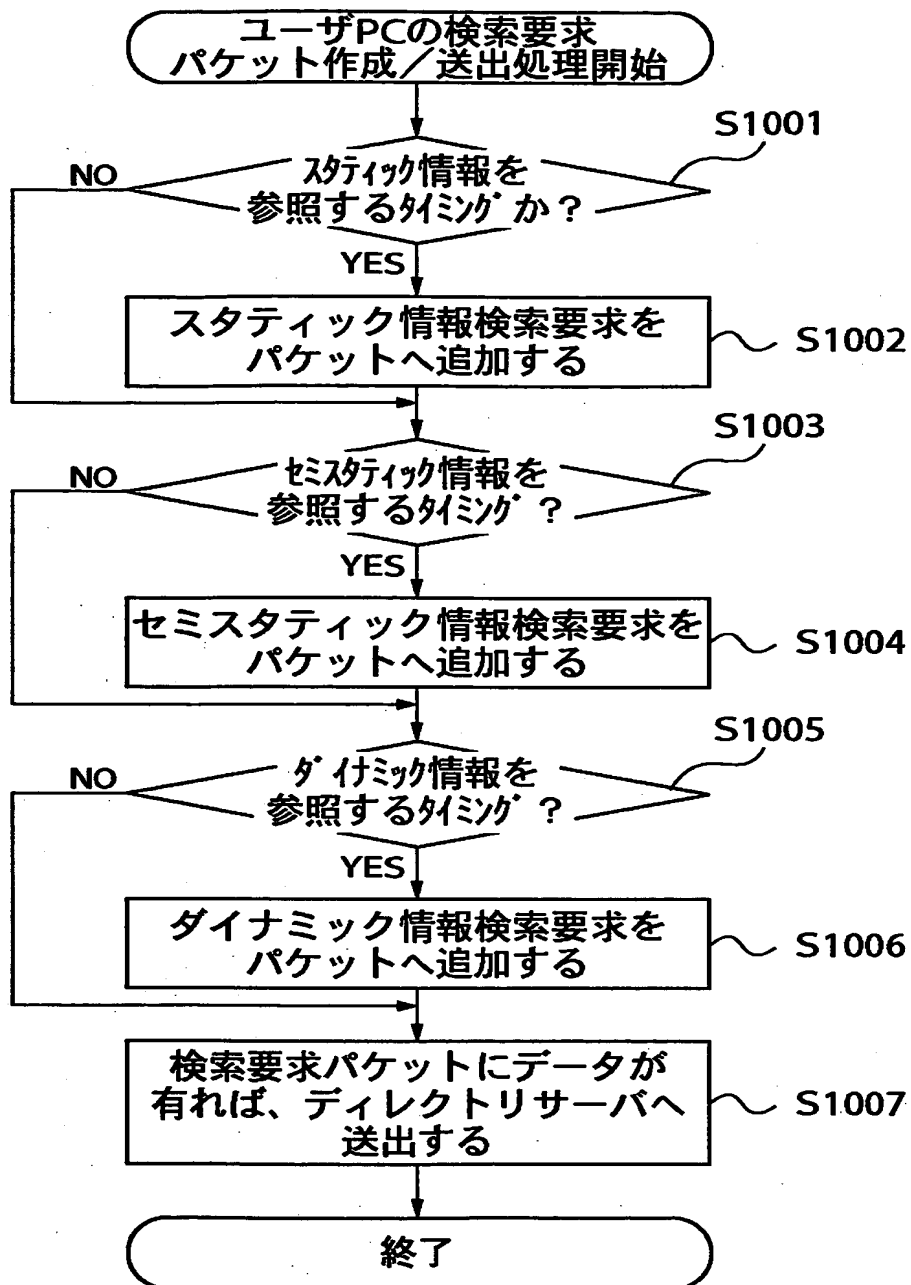 ユーザPCの検索要求
パケット作成／送出処理開始
S1001
NO
ｽﾀﾃｨｯｸ情報を
参照するﾀｲﾐﾝｸﾞか？
YES
スタティック情報検索要求を
パケットへ追加する
S1002
S1003
NO
ｾﾐｽﾀﾃｨｯｸ情報を
参照するﾀｲﾐﾝｸﾞ？
YES
セミスタティック情報検索要求を
パケットへ追加する
S1004
S1005
NO
ﾀﾞｲﾅﾐｯｸ情報を
参照するﾀｲﾐﾝｸﾞ？
YES
ダイナミック情報検索要求を
パケットへ追加する
S1006
検索要求パケットにデータが
有れば、ディレクトリサーバへ
送出する
S1007
終了